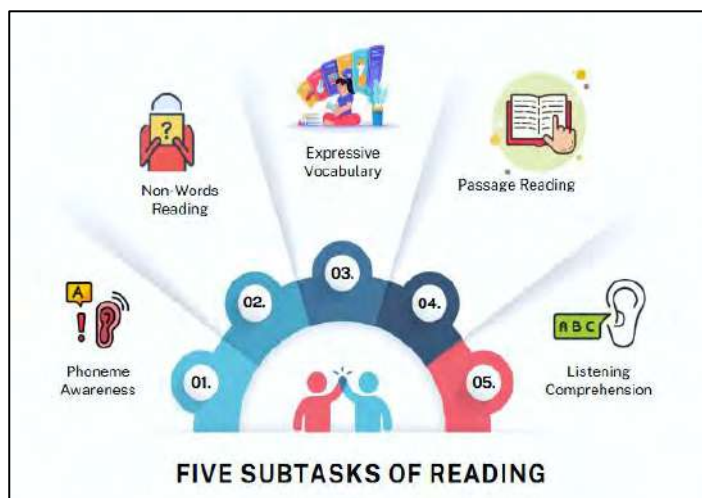 Expressive
Vocabulary
Non-Words
Reading
Passage Reading
?
03.
02.
04.
A
ABC
Phoneme
Awareness
01.
05.
Listening
Comprehension
FIVE SUBTASKS OF READING